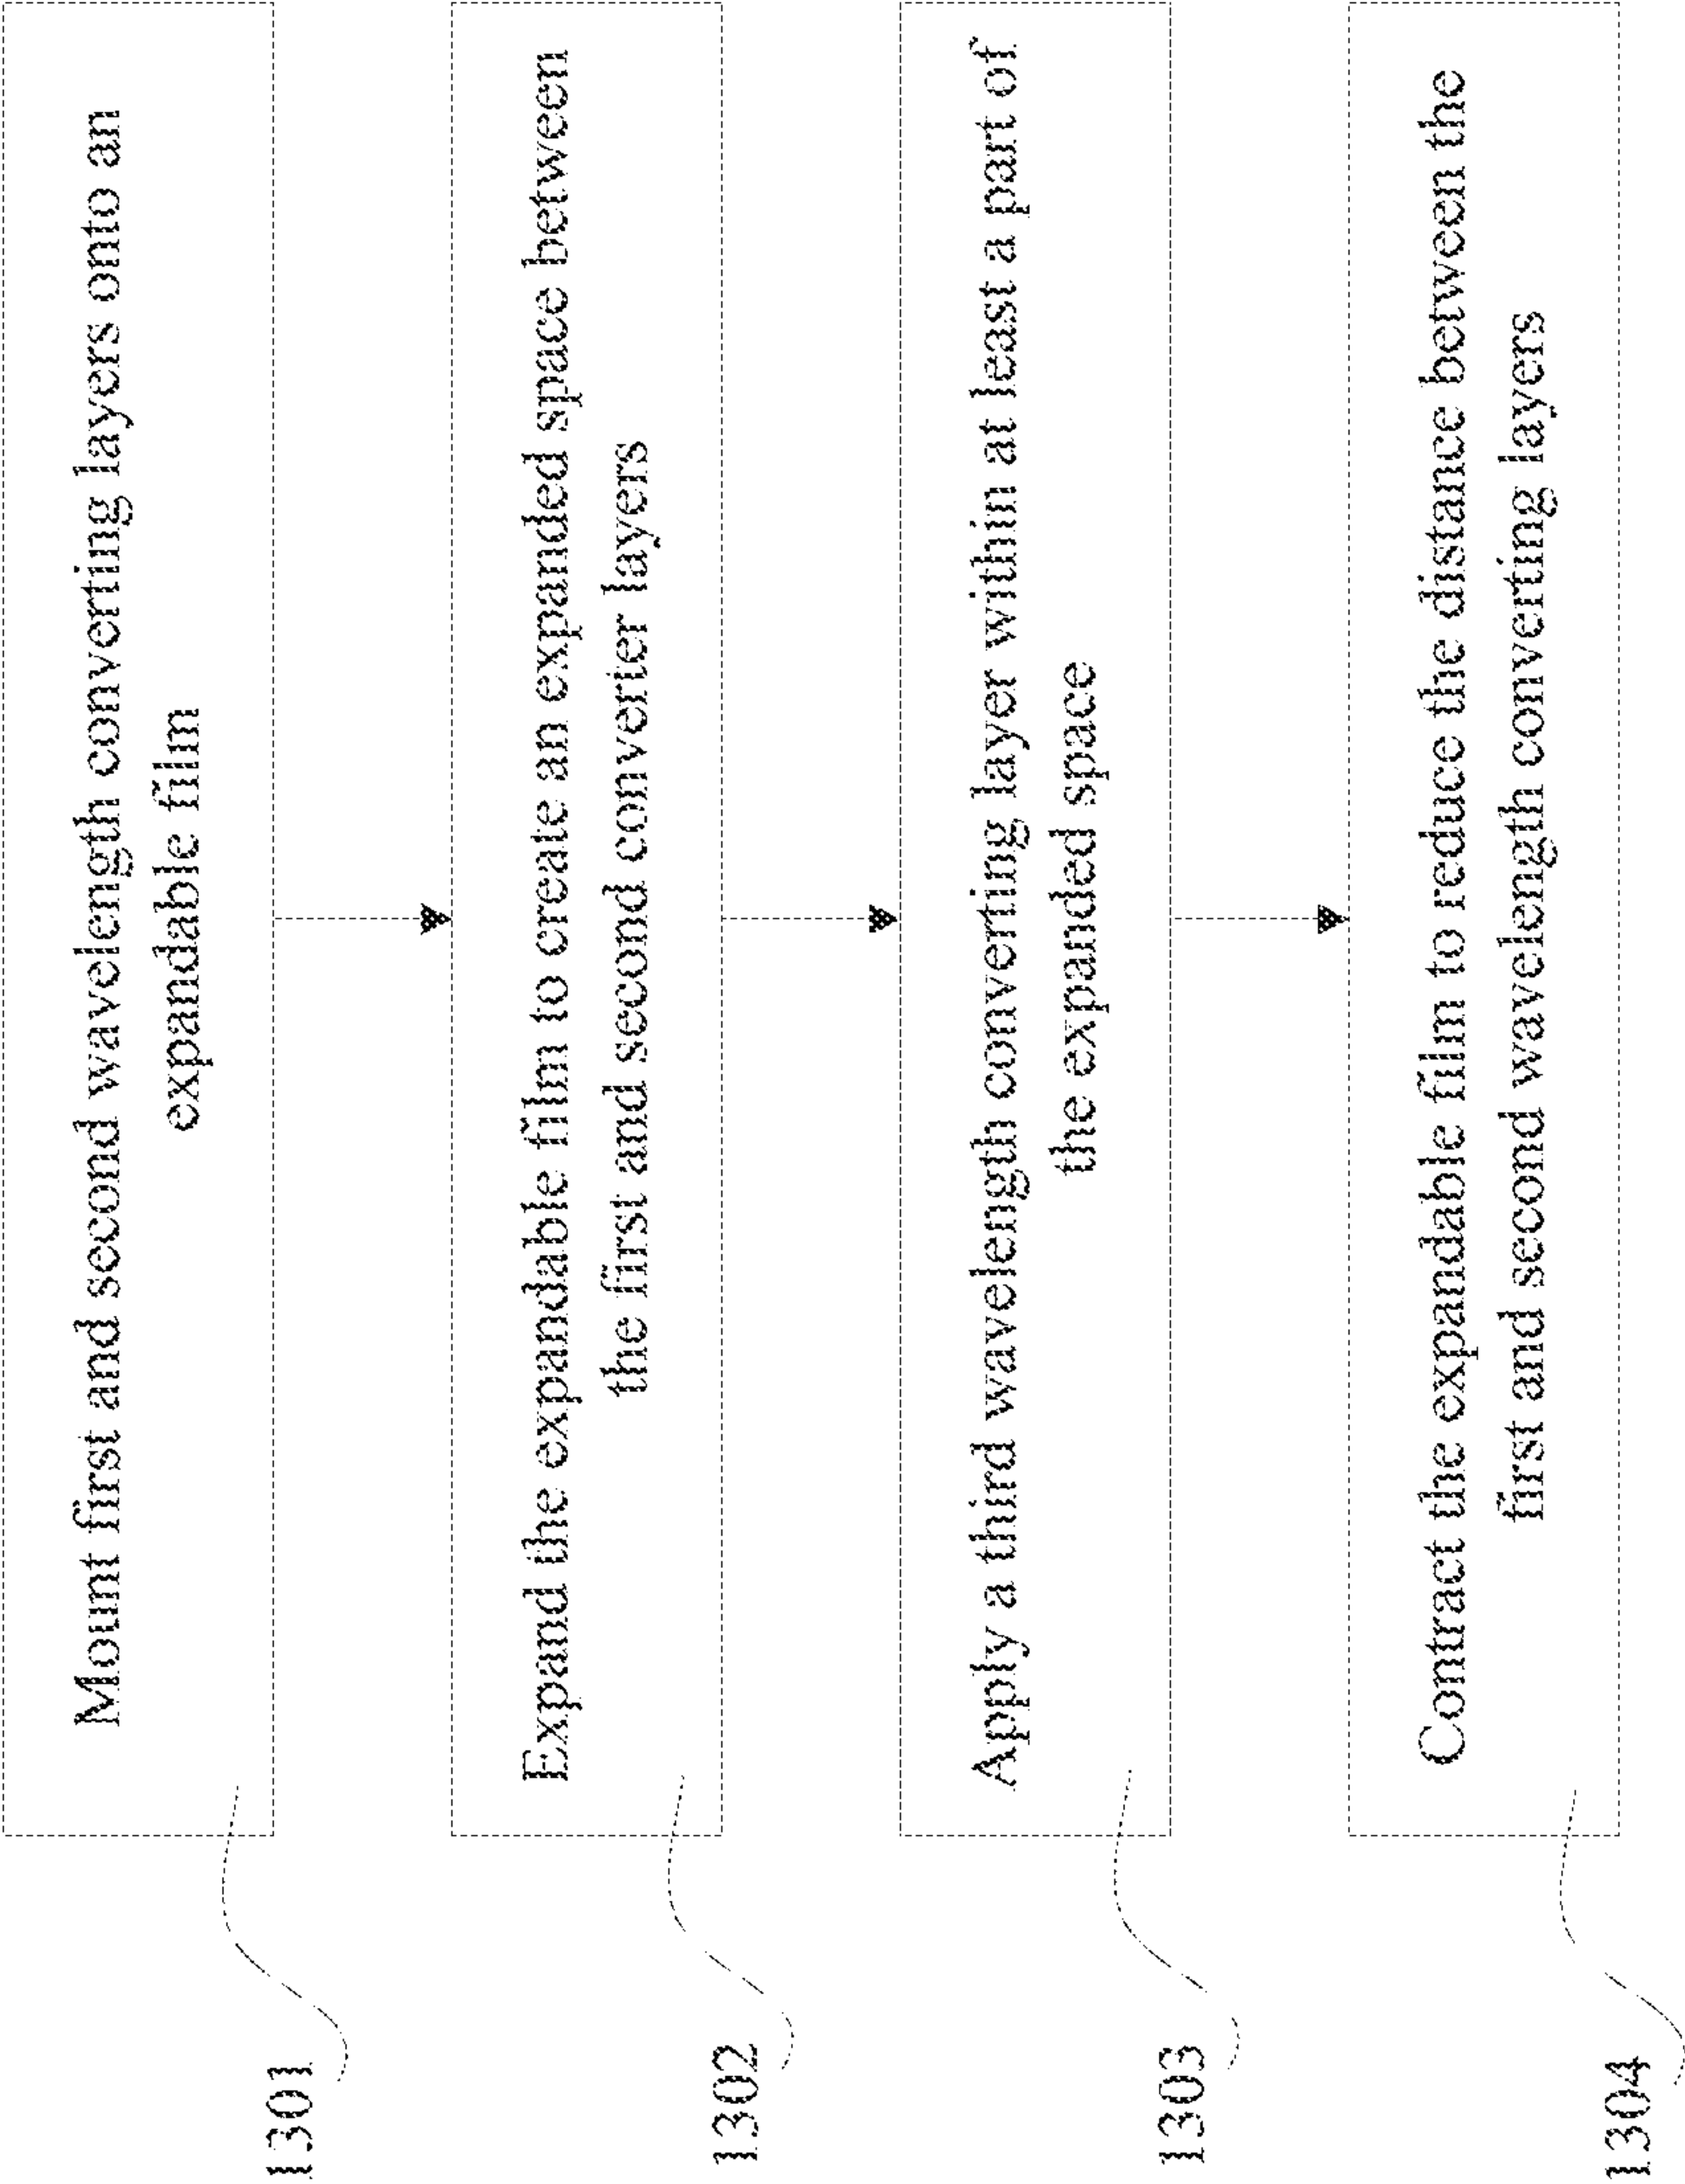 1301
Mount first and second wavelength converting layers onto an
expandable film
1302
Expand the expandable film to create an expanded space between
the first and second converter layers
1303
Apply a third wavelength converting layer within at least a part of
the expanded space
1304
Contract the expandable film to reduce the distance between the
first and second wavelength converting layers